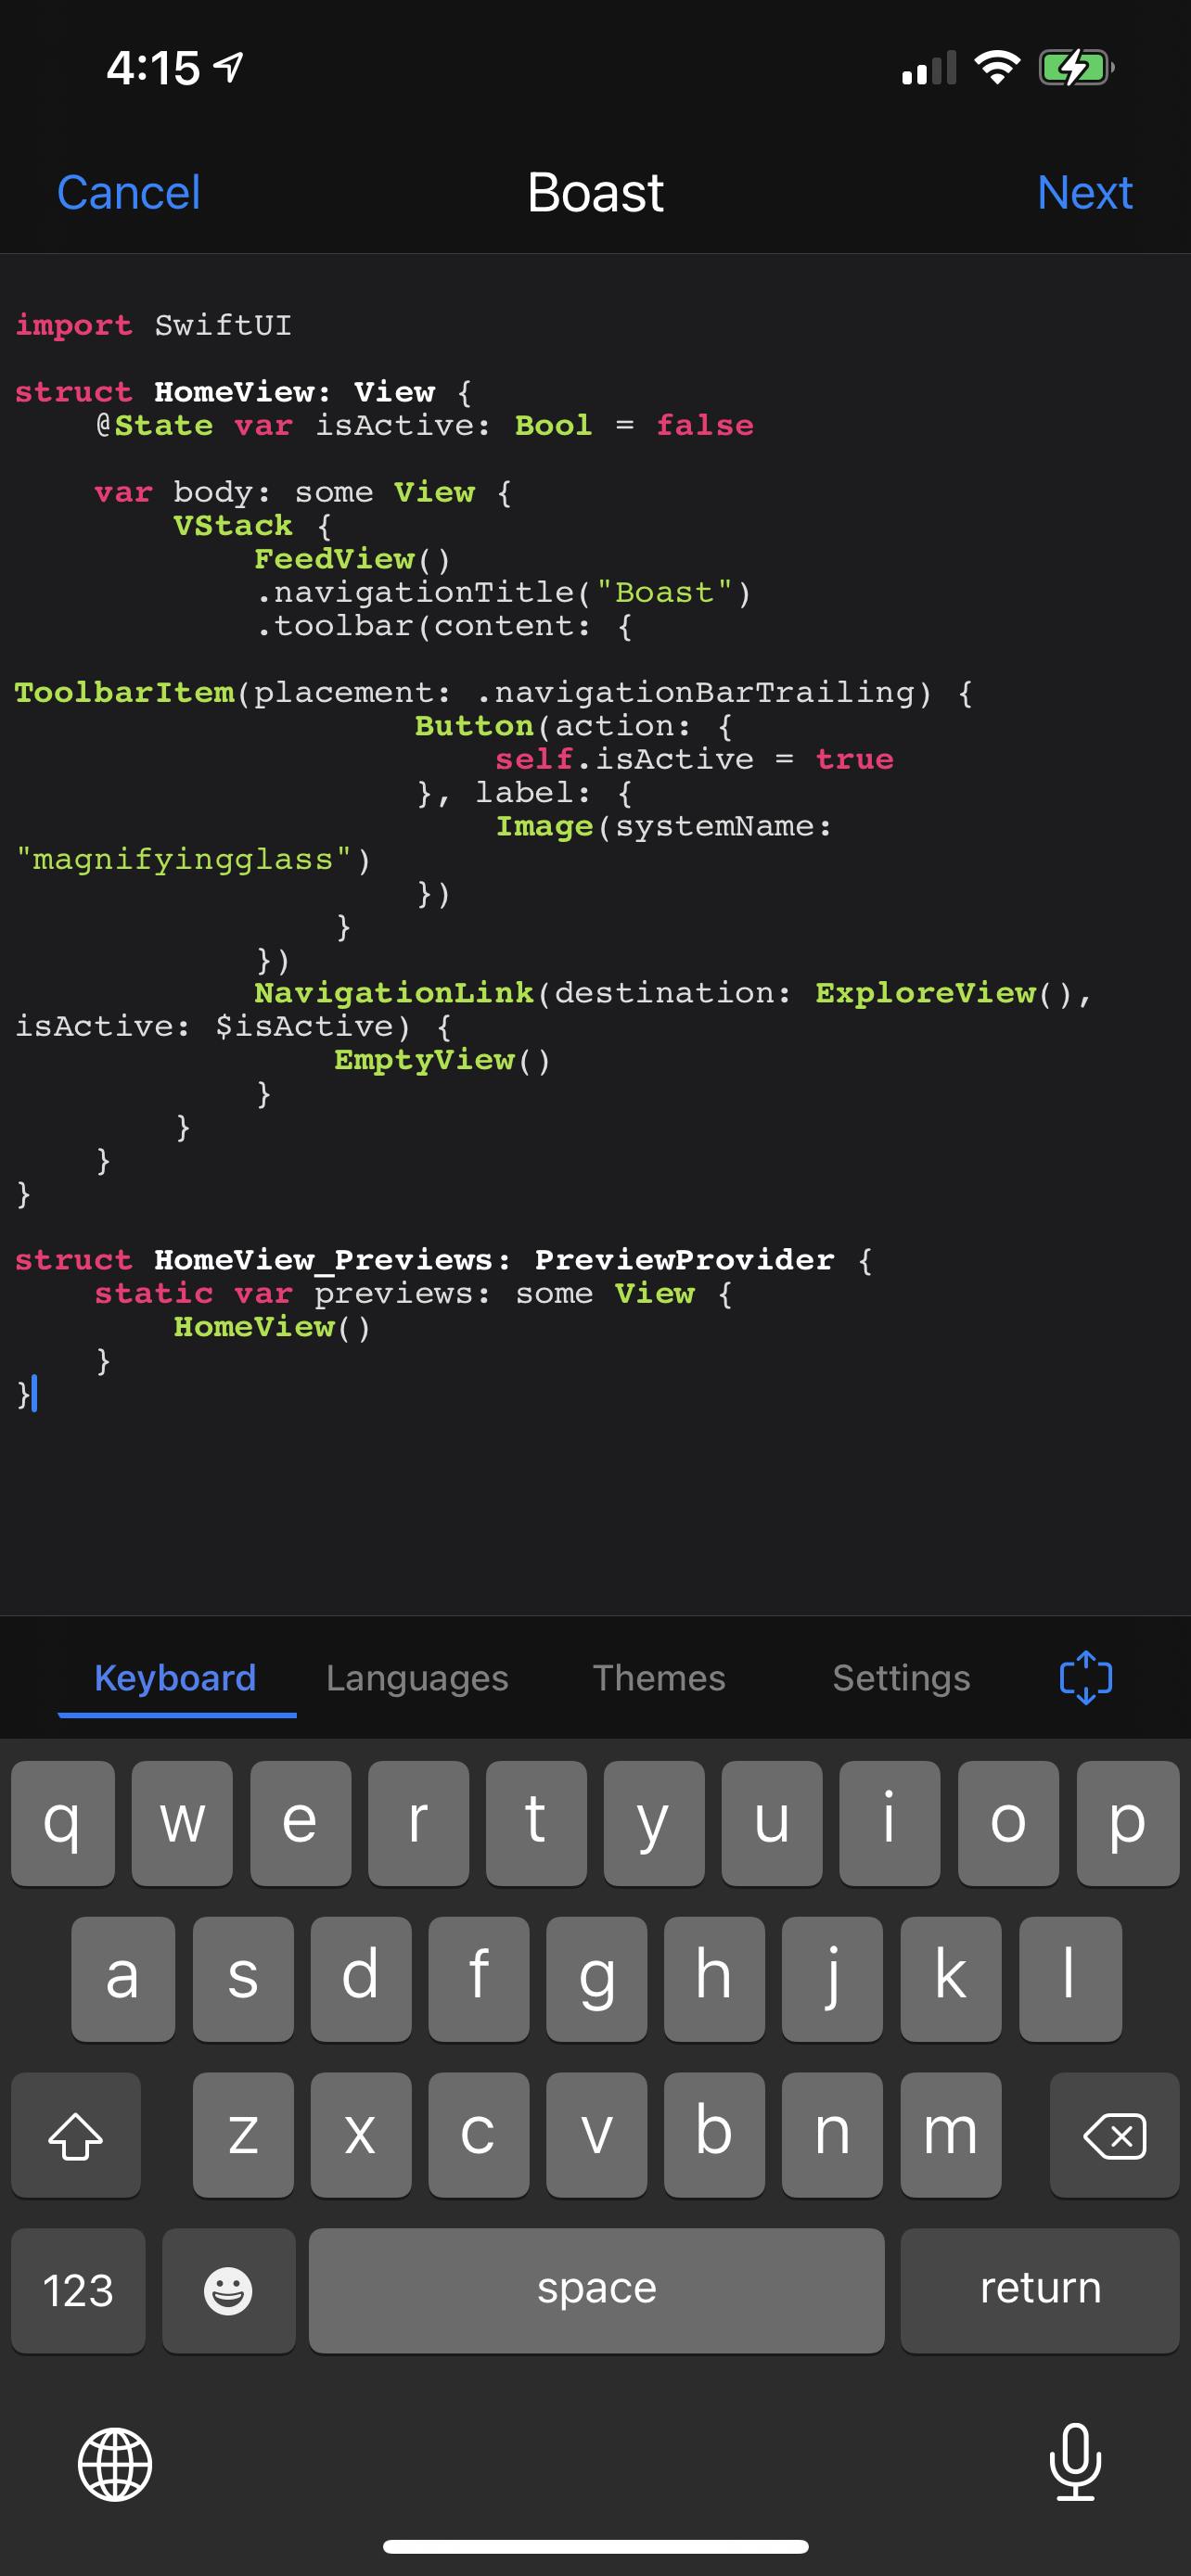 4:15
Cancel Boast Next
import SwiftUI
struct HomeView: View {
    @State var isActive: Bool = false
    var body: some View {
        VStack {
            FeedView()
            .navigationTitle("Boast")
            .toolbar(content: {
ToolbarItem(placement: .navigationBarTrailing) {
                    Button(action: {
                        self.isActive = true
                    }, label: {
                        Image(systemName:
"magnifyingglass")
                    })
                }
            })
            NavigationLink(destination: ExploreView(),
isActive: $isActive) {
                EmptyView()
            }
        }
    }
}
struct HomeView_Previews: PreviewProvider {
    static var previews: some View {
        HomeView()
    }
}
Keyboard Languages Themes Settings
q w e r t y u i o p
a s d f g h j k l
z x c v b n m
123 space return